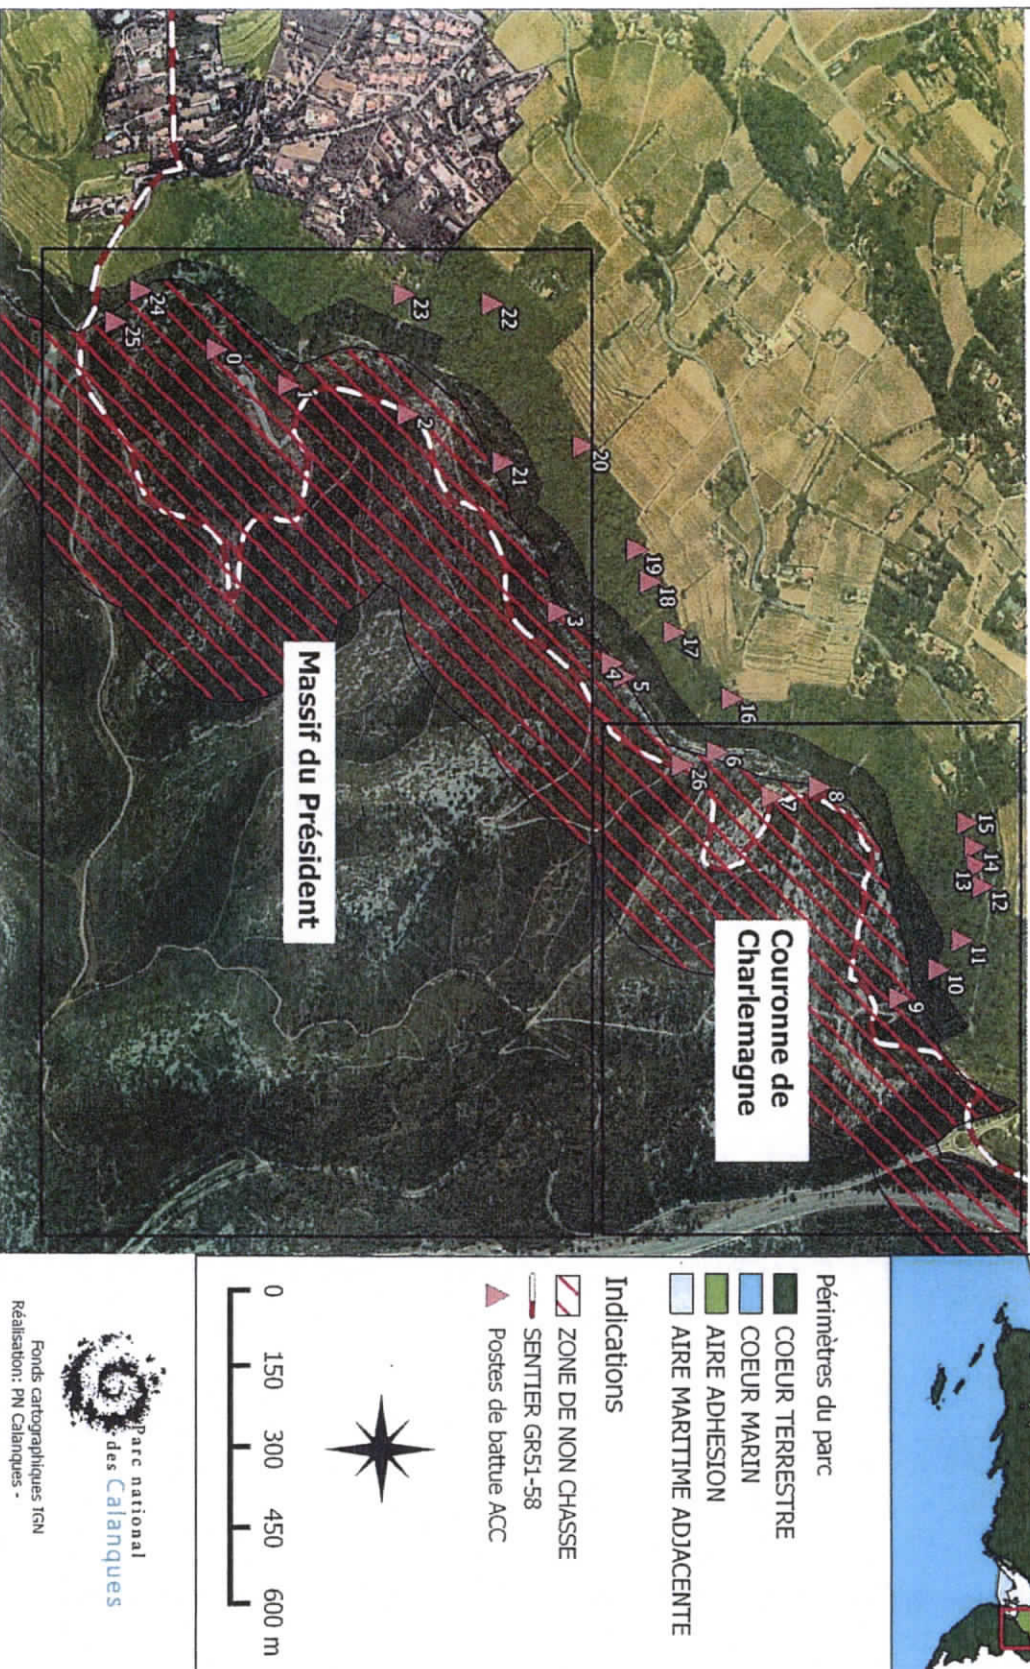 24
25
0
1
23
22
2
21
20
19
18
17
3
4
5
16
6
26
7
8
15
14
13
12
11
10
9
Massif du Président
Couronne de
Charlemagne
Périmètres du parc
COEUR TERRESTRE
COEUR MARIN
AIRE ADHESION
AIRE MARITIME ADJACENTE
Indications
ZONE DE NON CHASSE
SENTIER GR51-58
Postes de battue ACC
0 150 300 450 600 m
Parc national
des Calanques
Fonds cartographiques IGN
Réalisation: PN Calanques -